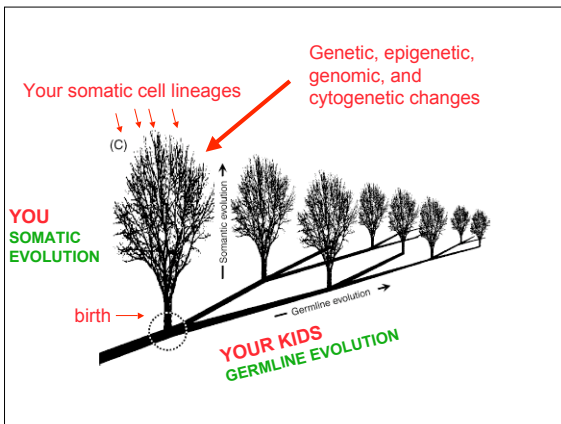 Genetic, epigenetic,
genomic, and
cytogenetic changes
Your somatic cell lineages
(C)
— Somantic evolution →
YOU
SOMATIC
EVOLUTION
birth
— Germline evolution →
YOUR KIDS
GERMLINE EVOLUTION